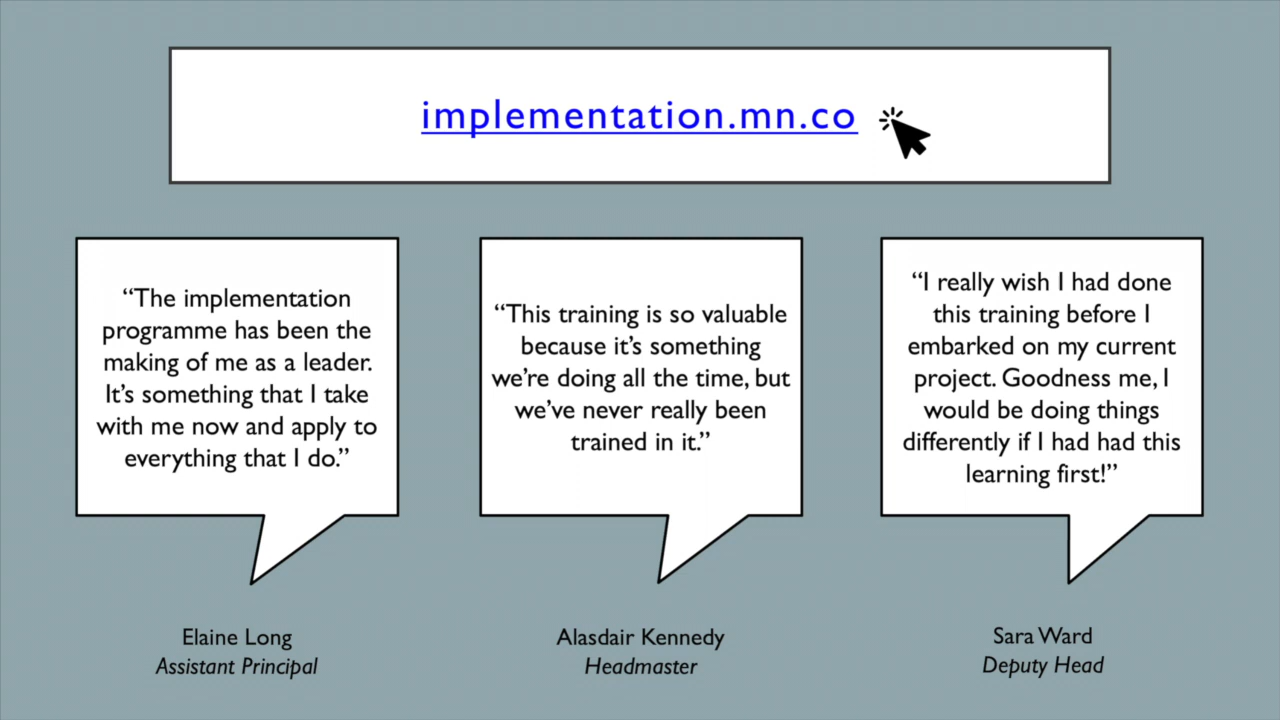 implementation.mn.co
“The implementation
programme has been the
making of me as a leader.
It’s something that I take
with me now and apply to
everything that I do.”
“This training is so valuable
because it’s something
we’re doing all the time, but
we’ve never really been
trained in it.”
“I really wish I had done
this training before I
embarked on my current
project. Goodness me, I
would be doing things
differently if I had had this
learning first!”
Elaine Long
Assistant Principal
Alasdair Kennedy
Headmaster
Sara Ward
Deputy Head